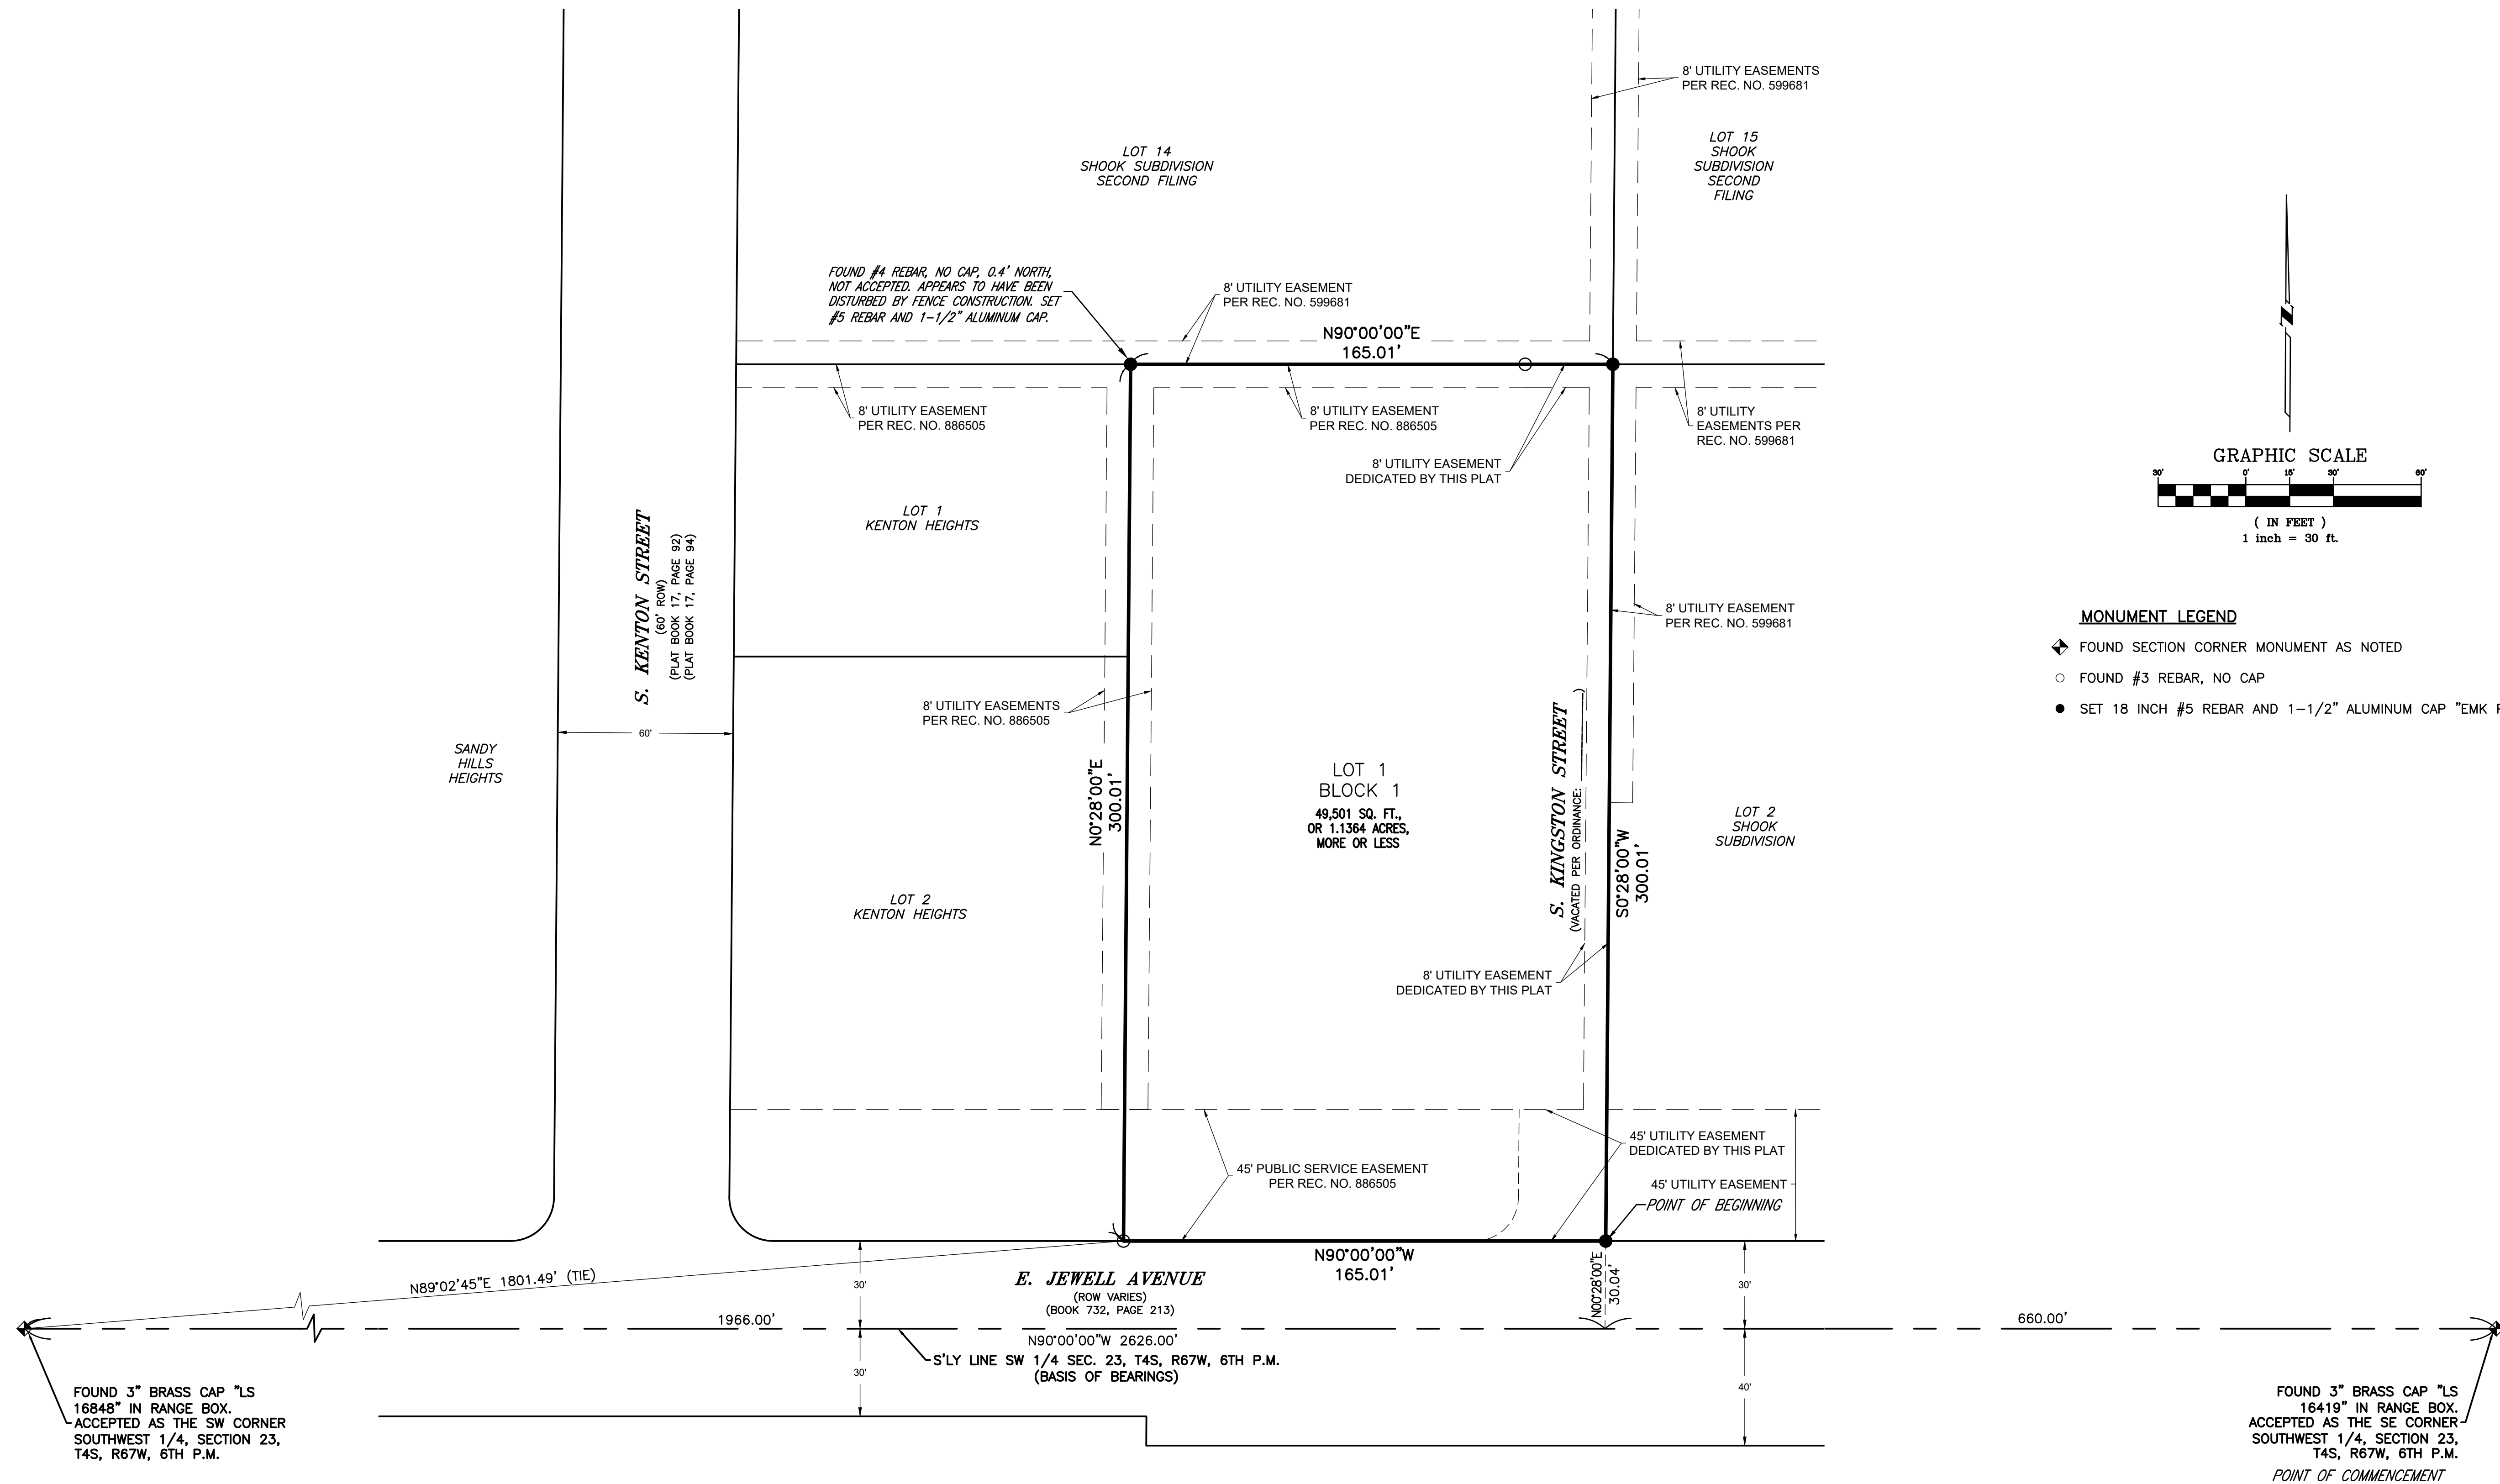 8' UTILITY EASEMENTS
PER REC. NO. 599681
LOT 14
SHOOK SUBDIVISION
SECOND FILING
LOT 15
SHOOK
SUBDIVISION
SECOND
FILING
FOUND #4 REBAR, NO CAP, 0.4' NORTH,
NOT ACCEPTED. APPEARS TO HAVE BEEN
DISTURBED BY FENCE CONSTRUCTION. SET
#5 REBAR AND 1-1/2" ALUMINUM CAP.
8' UTILITY EASEMENT
PER REC. NO. 599681
N90°00'00"E
165.01'
8' UTILITY EASEMENT
PER REC. NO. 886505
8' UTILITY EASEMENT
PER REC. NO. 886505
8' UTILITY
EASEMENTS PER
REC. NO. 599681
8' UTILITY EASEMENT
DEDICATED BY THIS PLAT
N
GRAPHIC SCALE
30' 0' 15' 30' 60'
( IN FEET )
1 inch = 30 ft.
LOT 1
KENTON HEIGHTS
S. KENTON STREET
(60' ROW)
(PLAT BOOK 17, PAGE 92)
(PLAT BOOK 17, PAGE 94)
60'
8' UTILITY EASEMENT
PER REC. NO. 599681
MONUMENT LEGEND
FOUND SECTION CORNER MONUMENT AS NOTED
FOUND #3 REBAR, NO CAP
SET 18 INCH #5 REBAR AND 1-1/2" ALUMINUM CAP "EMK
8' UTILITY EASEMENTS
PER REC. NO. 886505
SANDY
HILLS
HEIGHTS
N0°28'00"E
300.01'
LOT 1
BLOCK 1
49,501 SQ. FT.,
OR 1.1364 ACRES,
MORE OR LESS
S. KINGSTON STREET
(VACATED PER ORDINANCE: __________)
S0°28'00"W
300.01'
LOT 2
SHOOK
SUBDIVISION
LOT 2
KENTON HEIGHTS
8' UTILITY EASEMENT
DEDICATED BY THIS PLAT
45' UTILITY EASEMENT
DEDICATED BY THIS PLAT
45' PUBLIC SERVICE EASEMENT
PER REC. NO. 886505
45' UTILITY EASEMENT
POINT OF BEGINNING
N90°00'00"W
165.01'
N89°02'45"E 1801.49' (TIE)
30'
E. JEWELL AVENUE
(ROW VARIES)
(BOOK 732, PAGE 213)
N00°28'00"E
30.04'
30'
1966.00'
660.00'
N90°00'00"W 2626.00'
S'LY LINE SW 1/4 SEC. 23, T4S, R67W, 6TH P.M.
(BASIS OF BEARINGS)
30'
40'
FOUND 3" BRASS CAP "LS
16848" IN RANGE BOX.
ACCEPTED AS THE SW CORNER
SOUTHWEST 1/4, SECTION 23,
T4S, R67W, 6TH P.M.
FOUND 3" BRASS CAP "LS
16419" IN RANGE BOX.
ACCEPTED AS THE SE CORNER
SOUTHWEST 1/4, SECTION 23,
T4S, R67W, 6TH P.M.
POINT OF COMMENCEMENT